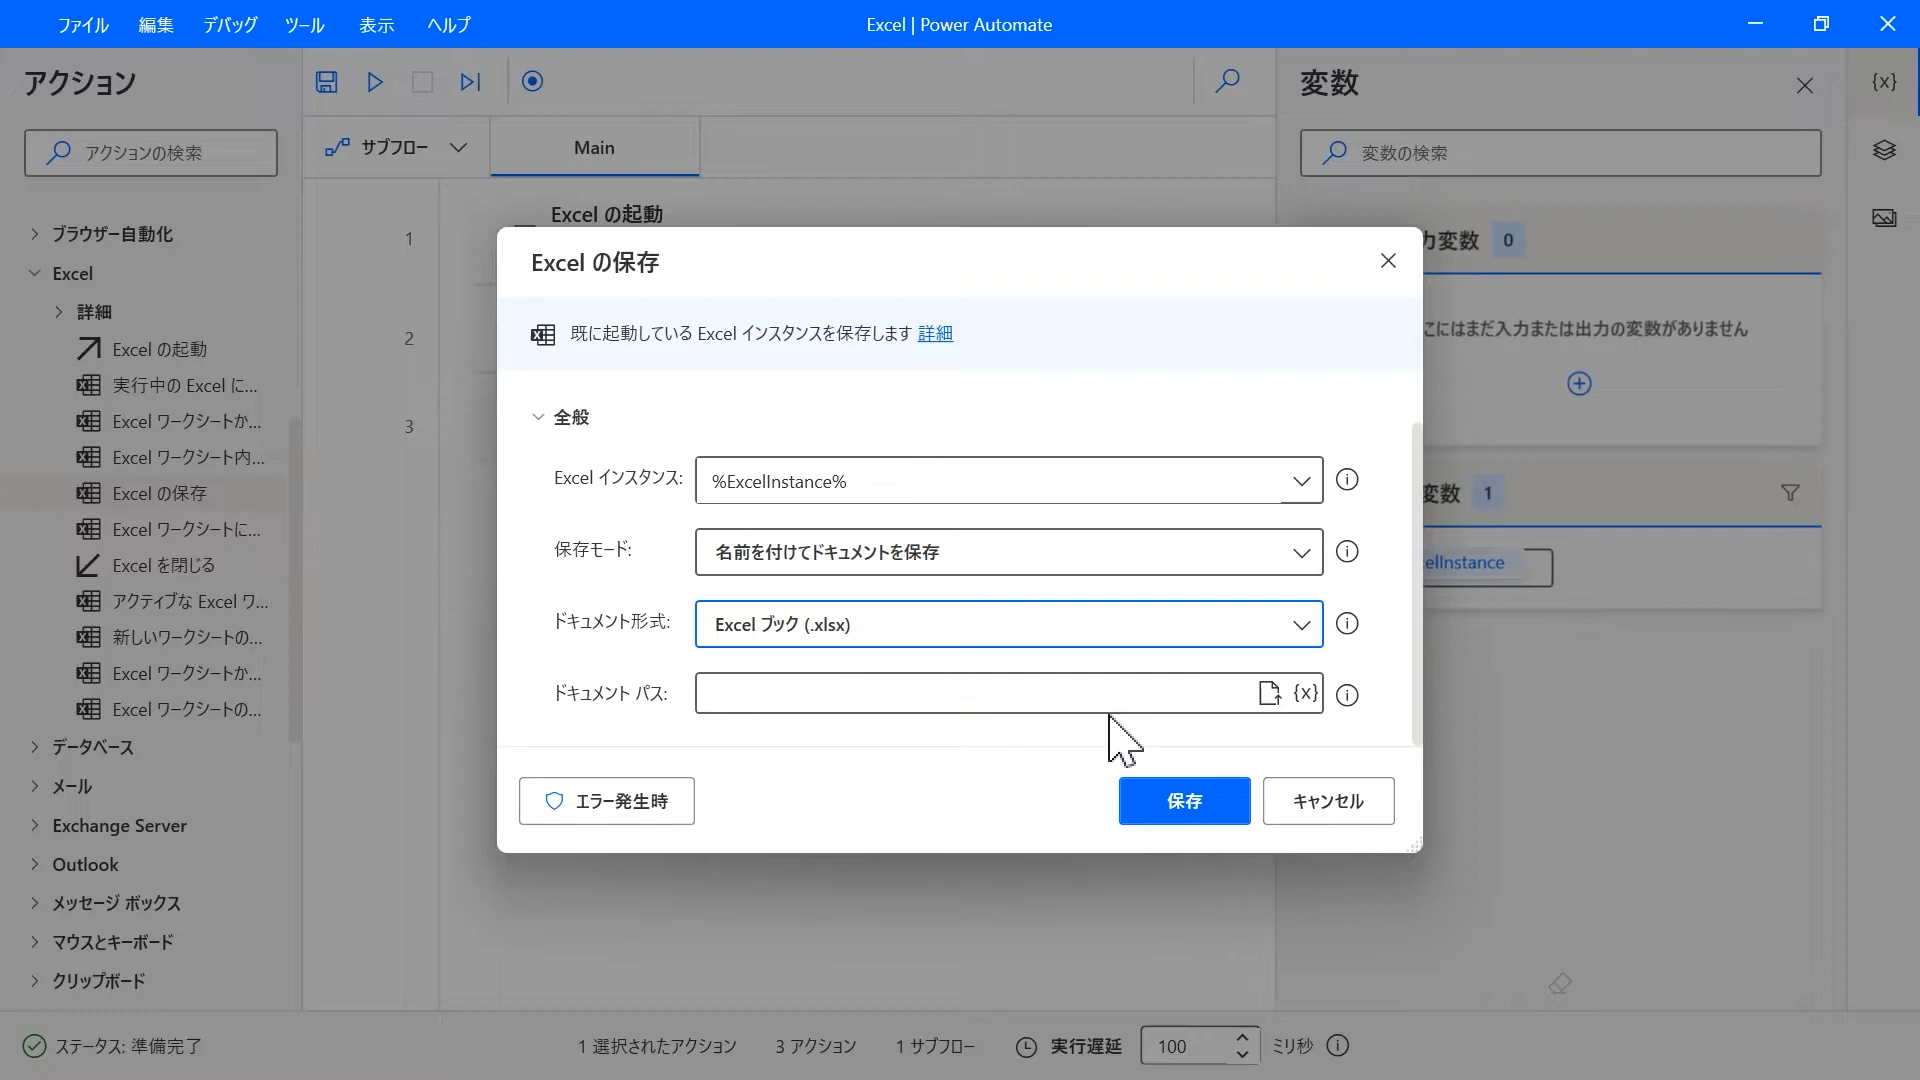 ファイル 編集 デバッグ ツール 表示 ヘルプ Excel | Power Automate
アクション
アクションの検索
ブラウザー自動化
Excel
詳細
Excel の起動
実行中の Excel に...
Excel ワークシートか...
Excel ワークシート内...
Excel の保存
Excel ワークシートに...
Excel を閉じる
アクティブな Excel ワ...
新しいワークシートの...
Excel ワークシートか...
Excel ワークシートの...
データベース
メール
Exchange Server
Outlook
メッセージ ボックス
マウスとキーボード
クリップボード
サブフロー Main
1
2
3
Excel の起動
Excel の保存
既に起動している Excel インスタンスを保存します 詳細
全般
Excel インスタンス: %ExcelInstance%
保存モード: 名前を付けてドキュメントを保存
ドキュメント形式: Excel ブック (.xlsx)
ドキュメント パス: {x}
エラー発生時 保存 キャンセル
変数 {x}
変数の検索
力変数 0
こにはまだ入力または出力の変数がありません
変数 1
elInstance
ステータス: 準備完了 1 選択されたアクション 3 アクション 1 サブフロー 実行遅延 100 ミリ秒